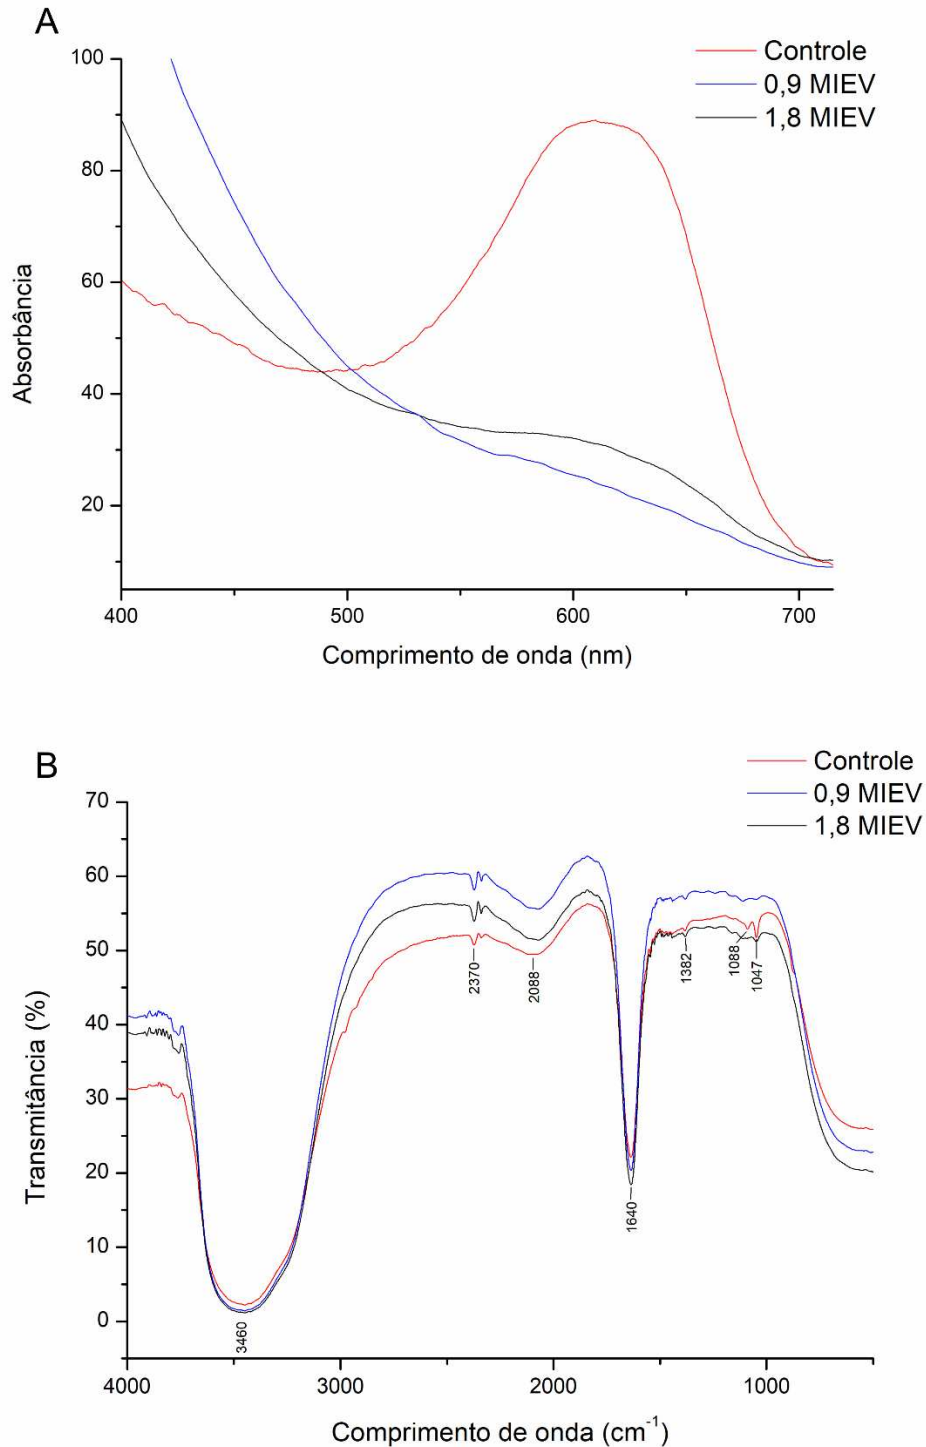 A
Controle
0,9 MIEV
1,8 MIEV
100
80
60
40
20
Absorbância
400
500
600
700
Comprimento de onda (nm)
B
Controle
0,9 MIEV
1,8 MIEV
70
60
50
40
30
20
10
0
Transmitância (%)
2370
2088
1382
1088
1047
1640
3460
4000
3000
2000
1000
Comprimento de onda (cm⁻¹)